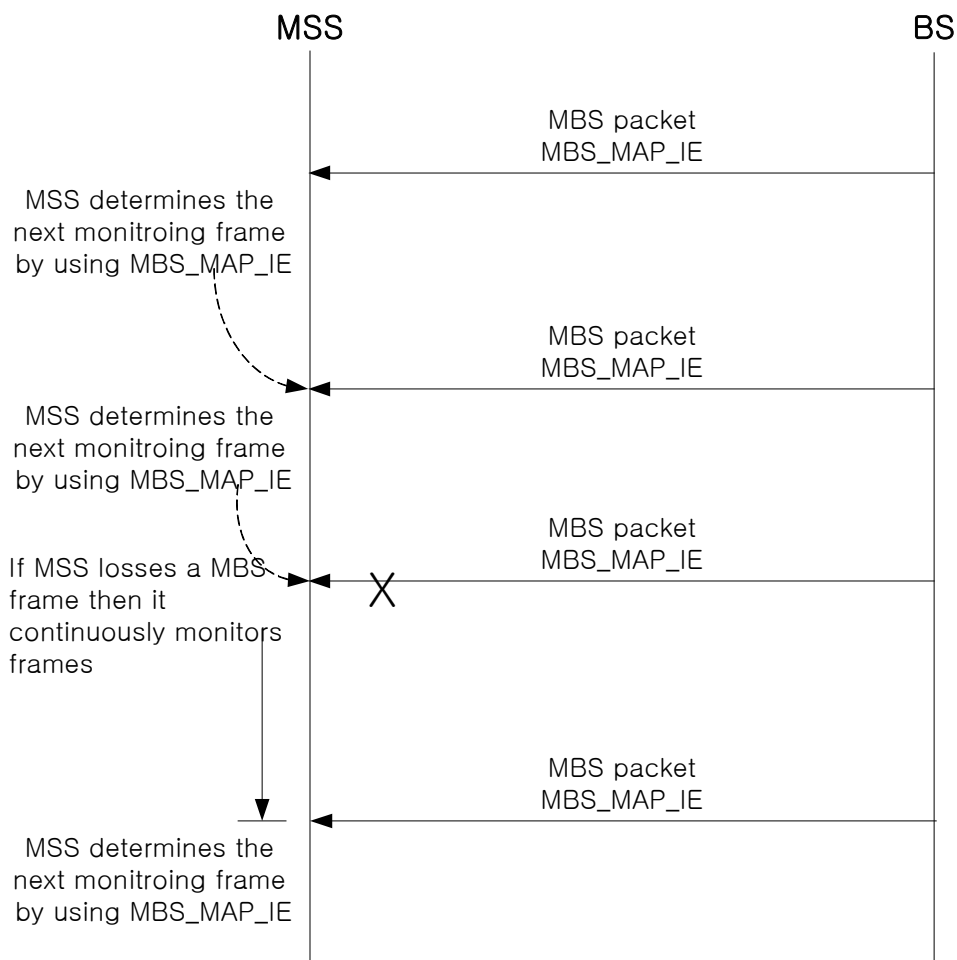 MSS
BS
MBS packet
MBS_MAP_IE
MSS determines the
next monitroing frame
by using MBS_MAP_IE
MBS packet
MBS_MAP_IE
MSS determines the
next monitroing frame
by using MBS_MAP_IE
MBS packet
MBS_MAP_IE
If MSS losses a MBS
frame then it
continuously monitors
frames
MBS packet
MBS_MAP_IE
MSS determines the
next monitroing frame
by using MBS_MAP_IE